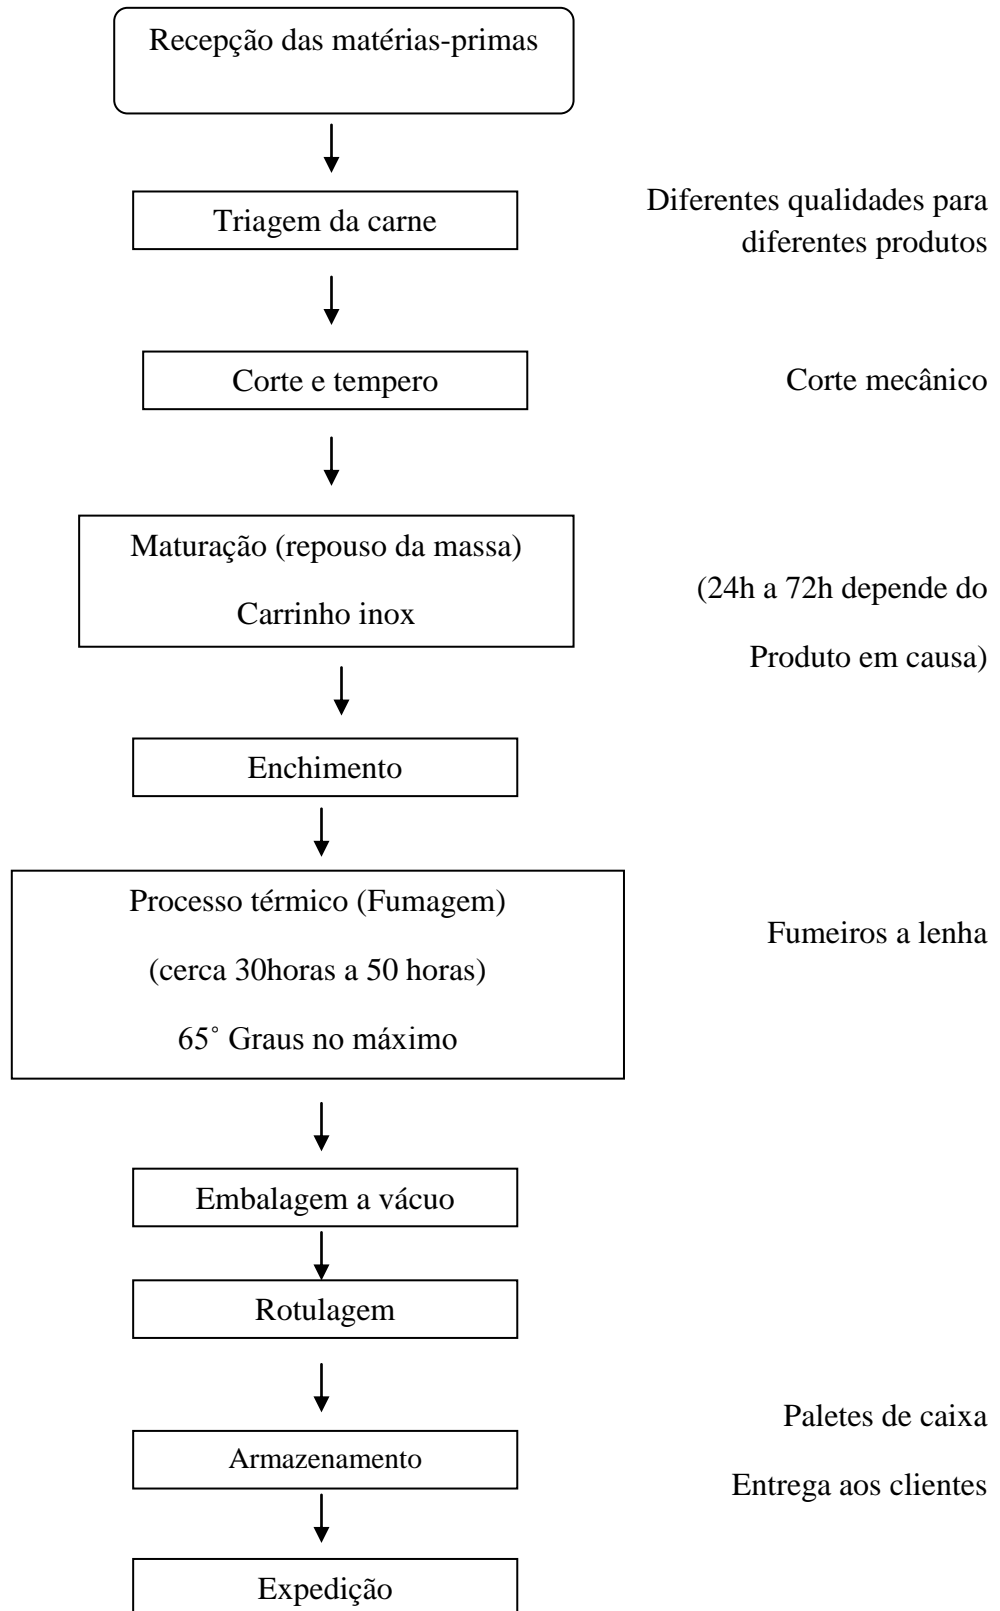 Recepção das matérias-primas
Triagem da carne
Diferentes qualidades para
diferentes produtos
Corte e tempero
Corte mecânico
Maturação (repouso da massa)
Carrinho inox
(24h a 72h depende do
Produto em causa)
Enchimento
Processo térmico (Fumagem)
(cerca 30horas a 50 horas)
65˚ Graus no máximo
Fumeiros a lenha
Embalagem a vácuo
Rotulagem
Armazenamento
Paletes de caixa
Entrega aos clientes
Expedição